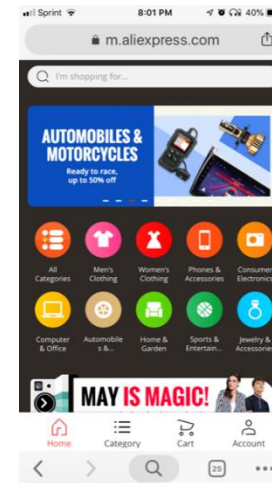 Sprint 8:01 PM 40%
m.aliexpress.com
I'm shopping for...
AUTOMOBILES &
MOTORCYCLES
Ready to race,
up to 50% off
All Categories
Men's Clothing
Women's Clothing
Phones & Accessories
Consumer Electronics
Computer & Office
Automobile s &...
Home & Garden
Sports & Entertain...
Jewelry & Accessorie
MAY IS MAGIC!
Home Category Cart Account
25